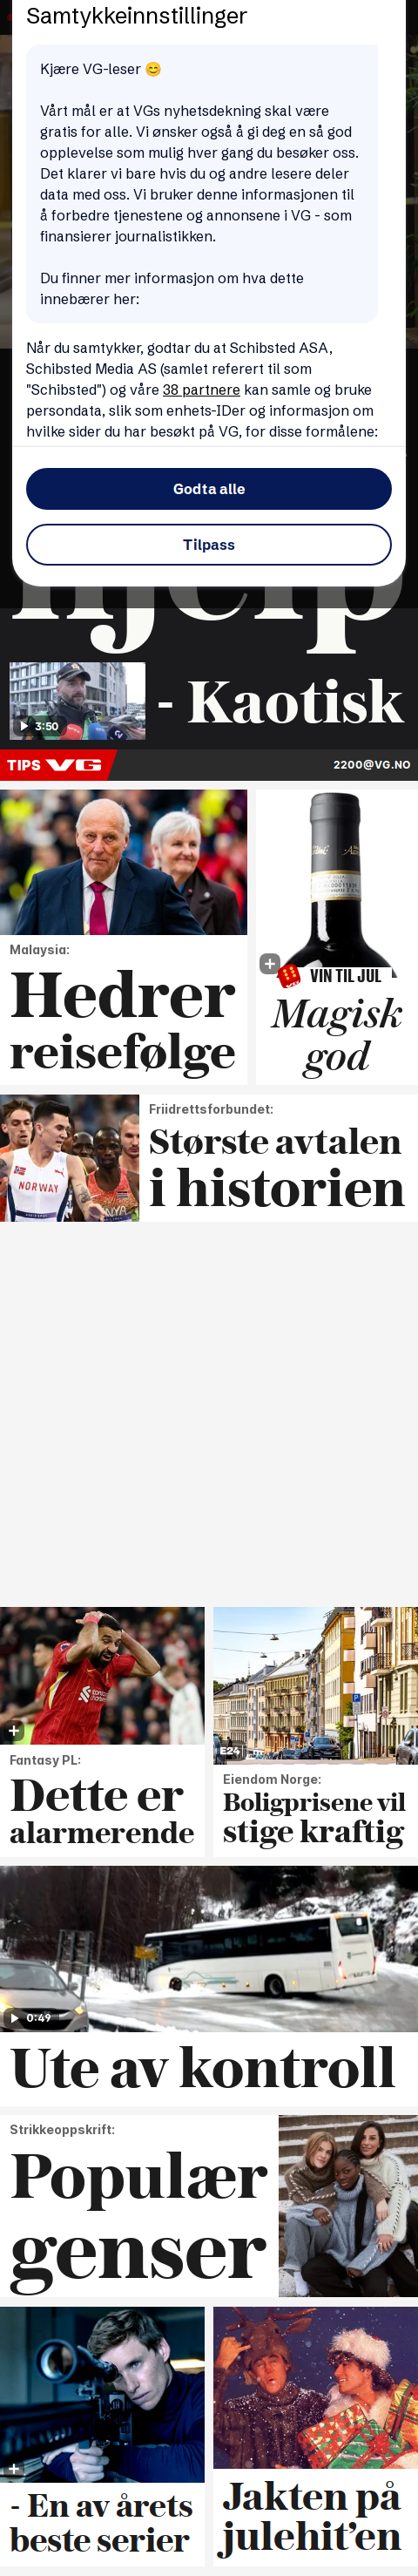 Samtykkeinnstillinger
Kjære VG-leser 😊
Vårt mål er at VGs nyhetsdekning skal være
gratis for alle. Vi ønsker også å gi deg en så god
opplevelse som mulig hver gang du besøker oss.
Det klarer vi bare hvis du og andre lesere deler
data med oss. Vi bruker denne informasjonen til
å forbedre tjenestene og annonsene i VG - som
finansierer journalistikken.
Du finner mer informasjon om hva dette
innebærer her:
Når du samtykker, godtar du at Schibsted ASA,
Schibsted Media AS (samlet referert til som
"Schibsted") og våre 38 partnere kan samle og bruke
persondata, slik som enhets-IDer og informasjon om
hvilke sider du har besøkt på VG, for disse formålene:
Godta alle
Tilpass
hjelp
3:50
- Kaotisk
TIPS VG
2200@VG.NO
Malaysia:
Hedrer
reisefølge
VIN TIL JUL
Magisk
god
NORWAY
Friidrettsforbundet:
Største avtalen
i historien
Fantasy PL:
Dette er
alarmerende
E24
Eiendom Norge:
Boligprisene vil
stige kraftig
0:49
Ute av kontroll
Strikkeoppskrift:
Populær
genser
- En av årets
beste serier
Jakten på
julehit'en